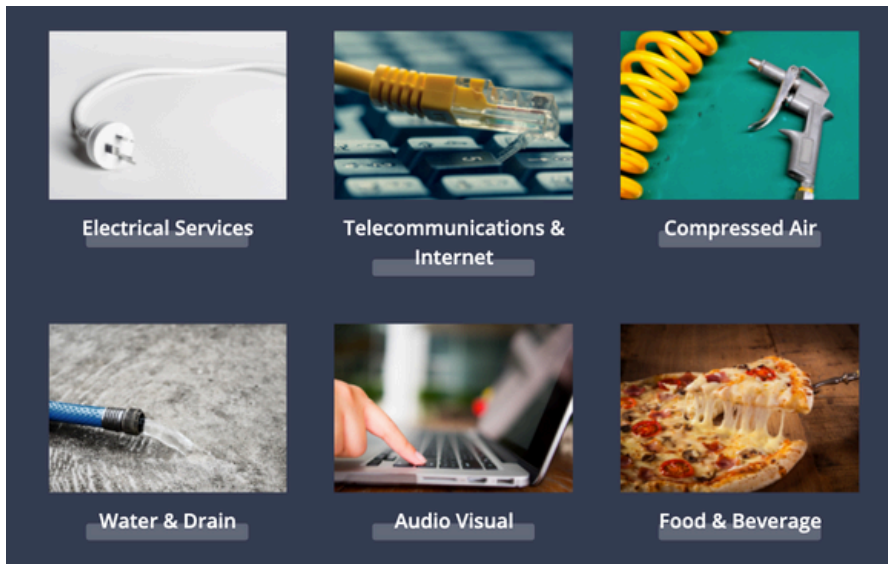 Electrical Services
Telecommunications &
Internet
Compressed Air
Water & Drain
Audio Visual
Food & Beverage